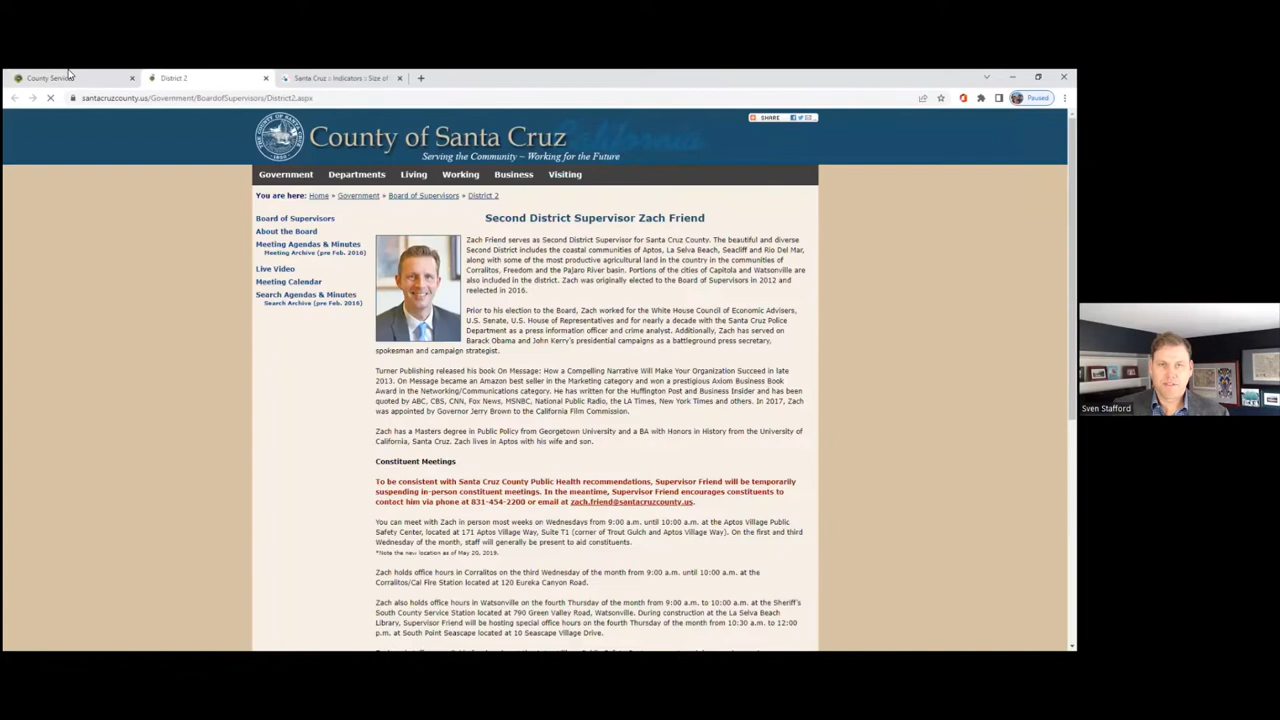 County Services
District 2
Santa Cruz :: Indicators :: Size of
santacruzcounty.us/Government/BoardofSupervisors/District2.aspx
Paused
County of Santa Cruz
Serving the Community ~ Working for the Future
SHARE
Government Departments Living Working Business Visiting
You are here: Home » Government » Board of Supervisors » District 2
Board of Supervisors
About the Board
Meeting Agendas & Minutes
Meeting Archive (pre Feb. 2016)
Live Video
Meeting Calendar
Search Agendas & Minutes
Search Archive (pre Feb. 2016)
Second District Supervisor Zach Friend
Zach Friend serves as Second District Supervisor for Santa Cruz County. The beautiful and diverse
Second District includes the coastal communities of Aptos, La Selva Beach, Seacliff and Rio Del Mar,
along with some of the most productive agricultural land in the country in the communities of
Corralitos, Freedom and the Pajaro River basin. Portions of the cities of Capitola and Watsonville are
also included in the district. Zach was originally elected to the Board of Supervisors in 2012 and
reelected in 2016.
Prior to his election to the Board, Zach worked for the White House Council of Economic Advisers,
U.S. Senate, U.S. House of Representatives and for nearly a decade with the Santa Cruz Police
Department as a press information officer and crime analyst. Additionally, Zach has served on
Barack Obama and John Kerry's presidential campaigns as a battleground press secretary,
spokesman and campaign strategist.
Turner Publishing released his book On Message: How a Compelling Narrative Will Make Your Organization Succeed in late
2013. On Message became an Amazon best seller in the Marketing category and won a prestigious Axiom Business Book
Award in the Networking/Communications category. He has written for the Huffington Post and Business Insider and has been
quoted by ABC, CBS, CNN, Fox News, MSNBC, National Public Radio, the LA Times, New York Times and others. In 2017, Zach
was appointed by Governor Jerry Brown to the California Film Commission.
Zach has a Masters degree in Public Policy from Georgetown University and a BA with Honors in History from the University of
California, Santa Cruz. Zach lives in Aptos with his wife and son.
Constituent Meetings
To be consistent with Santa Cruz County Public Health recommendations, Supervisor Friend will be temporarily
suspending in-person constituent meetings. In the meantime, Supervisor Friend encourages constituents to
contact him via phone at 831-454-2200 or email at zach.friend@santacruzcounty.us.
You can meet with Zach in person most weeks on Wednesdays from 9:00 a.m. until 10:00 a.m. at the Aptos Village Public
Safety Center, located at 171 Aptos Village Way, Suite T1 (corner of Trout Gulch and Aptos Village Way). On the first and third
Wednesday of the month, staff will generally be present to aid constituents.
*Note the new location as of May 20, 2019.
Zach holds office hours in Corralitos on the third Wednesday of the month from 9:00 a.m. until 10:00 a.m. at the
Corralitos/Cal Fire Station located at 120 Eureka Canyon Road.
Zach also holds office hours in Watsonville on the fourth Thursday of the month from 9:00 a.m. to 10:00 a.m. at the Sheriff's
South County Service Station located at 790 Green Valley Road, Watsonville. During construction at the La Selva Beach
Library, Supervisor Friend will be hosting special office hours on the fourth Thursday of the month from 10:30 a.m. to 12:00
p.m. at South Point Seascape located at 10 Seascape Village Drive.
Sven Stafford